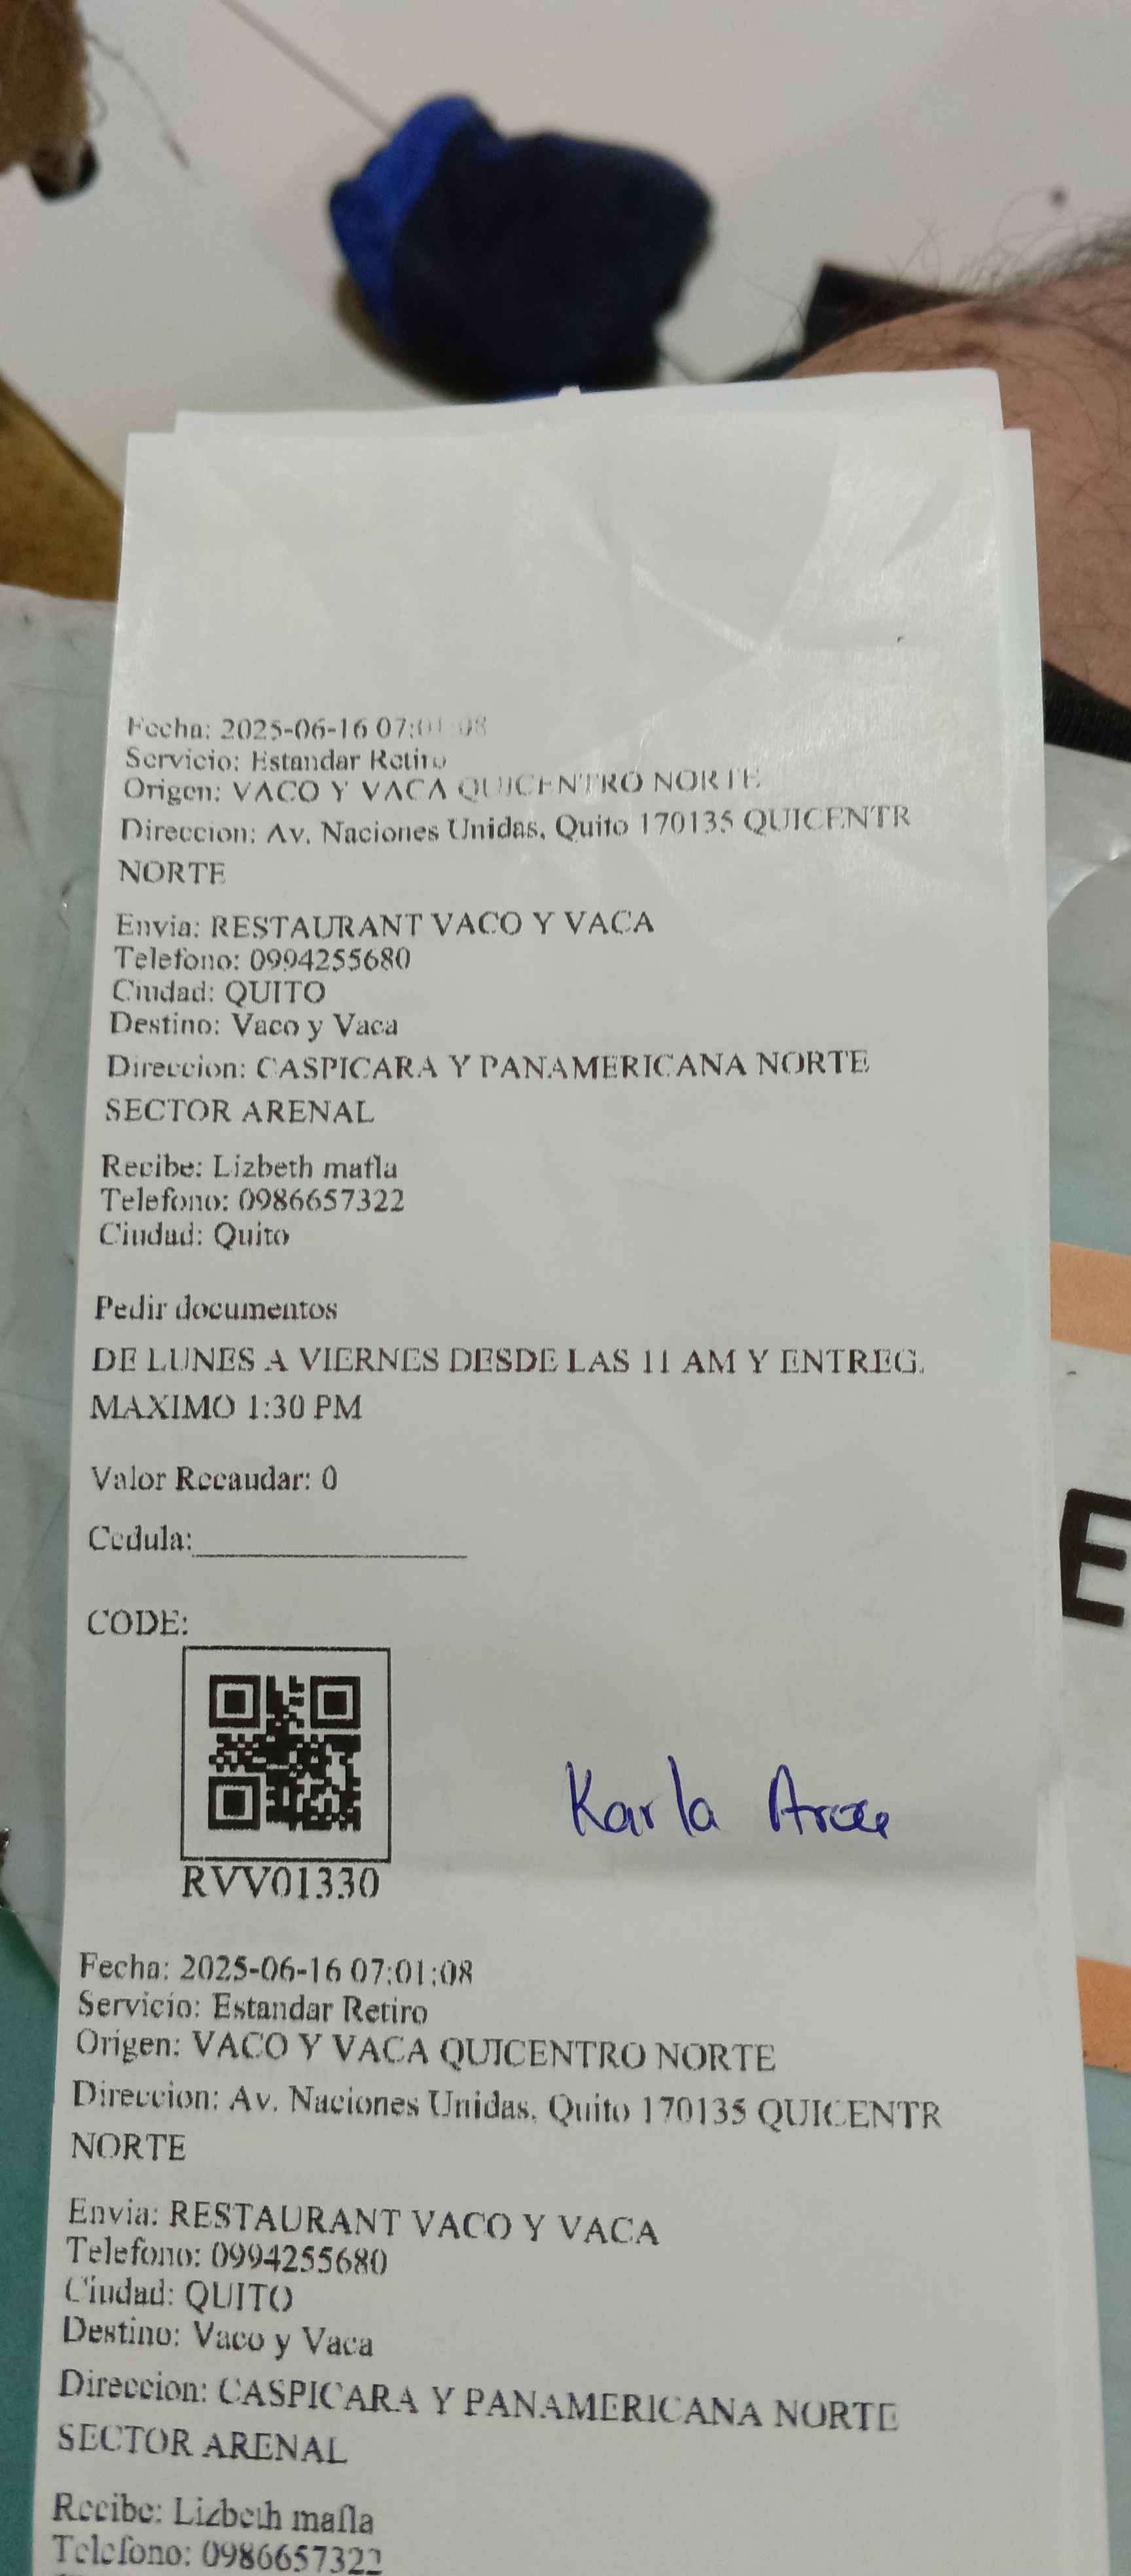 Fecha: 2025-06-16 07:01:08
Servicio: Estandar Retiro
Origen: VACO Y VACA QUICENTRO NORTE
Direccion: Av. Naciones Unidas, Quito 170135 QUICENTR
NORTE
Envia: RESTAURANT VACO Y VACA
Telefono: 0994255680
Ciudad: QUITO
Destino: Vaco y Vaca
Direccion: CASPICARA Y PANAMERICANA NORTE
SECTOR ARENAL
Recibe: Lizbeth mafla
Telefono: 0986657322
Ciudad: Quito
Pedir documentos
DE LUNES A VIERNES DESDE LAS 11 AM Y ENTREG.
MAXIMO 1:30 PM
Valor Recaudar: 0
Cedula:
CODE:
Karla
RVV01330
Fecha: 2025-06-16 07:01:08
Servicio: Estandar Retiro
Origen: VACO Y VACA QUICENTRO NORTE
Direccion: Av. Naciones Unidas, Quito 170135 QUICENTR
NORTE
Envia: RESTAURANT VACO Y VACA
Telefono: 0994255680
Ciudad: QUITO
Destino: Vaco y Vaca
Direccion: CASPICARA Y PANAMERICANA NORTE
SECTOR ARENAL
Recibe: Lizbeth mafla
Telefono: 0986657322
E